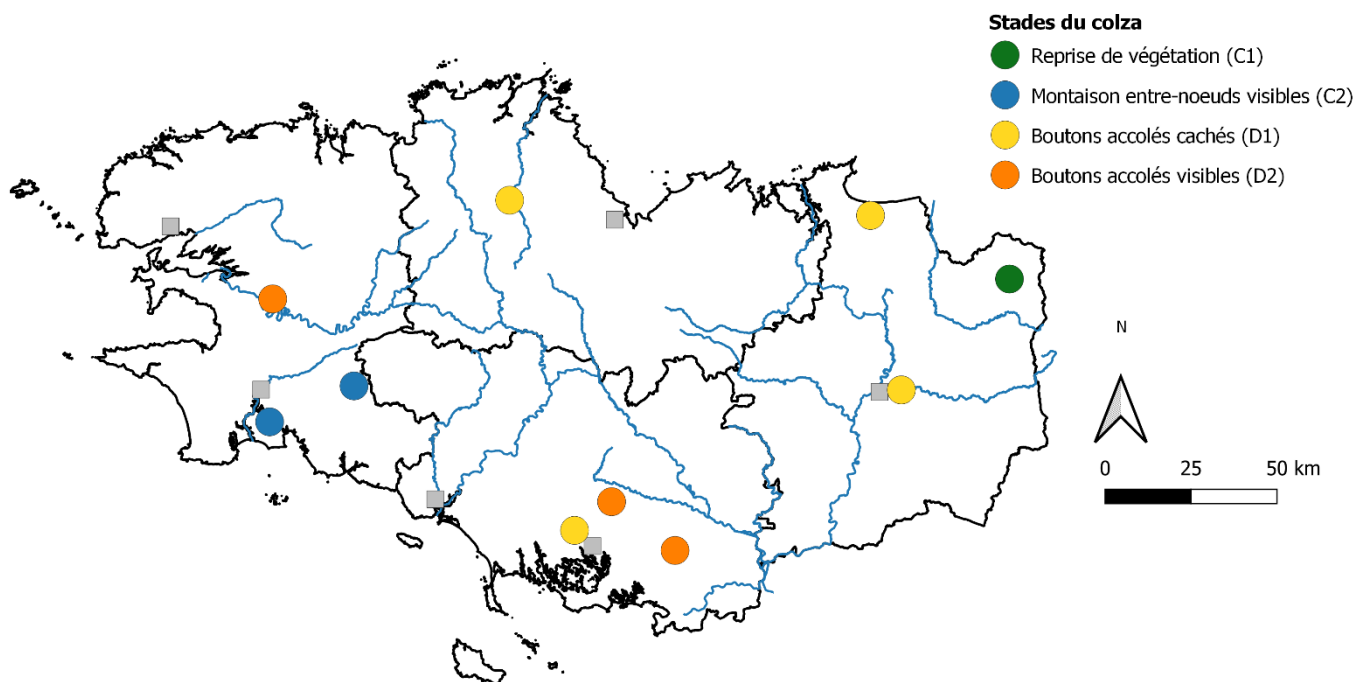 Stades du colza
Reprise de végétation (C1)
Montaison entre-noeuds visibles (C2)
Boutons accolés cachés (D1)
Boutons accolés visibles (D2)
N
0 25 50 km